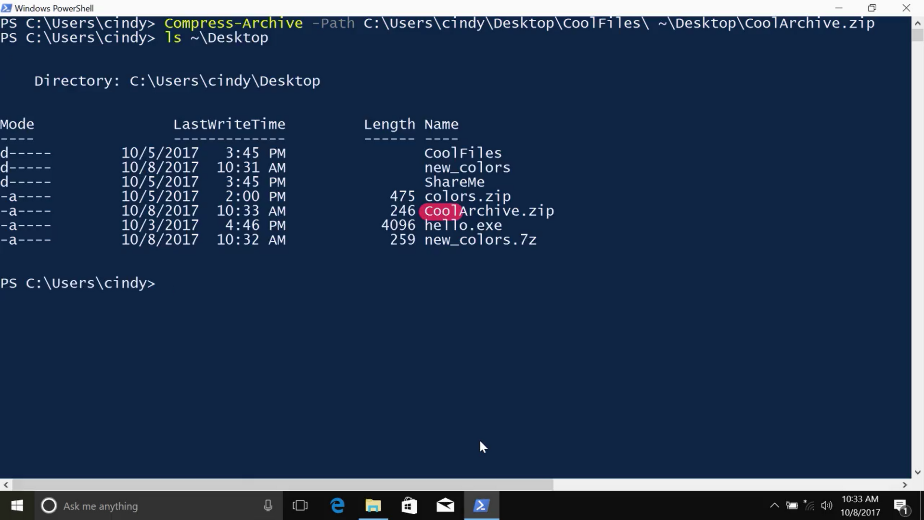 Windows PowerShell
PS C:\Users\cindy> Compress-Archive -Path C:\Users\cindy\Desktop\CoolFiles\ ~\Desktop\CoolArchive.zip
PS C:\Users\cindy> ls ~\Desktop
Directory: C:\Users\cindy\Desktop
Mode LastWriteTime Length Name
---- ------------- ------ ----
d----- 10/5/2017 3:45 PM CoolFiles
d----- 10/8/2017 10:31 AM new_colors
d----- 10/5/2017 3:45 PM ShareMe
-a---- 10/5/2017 2:00 PM 475 colors.zip
-a---- 10/8/2017 10:33 AM 246 CoolArchive.zip
-a---- 10/3/2017 4:46 PM 4096 hello.exe
-a---- 10/8/2017 10:32 AM 259 new_colors.7z
PS C:\Users\cindy>
Ask me anything
10:33 AM
10/8/2017
1